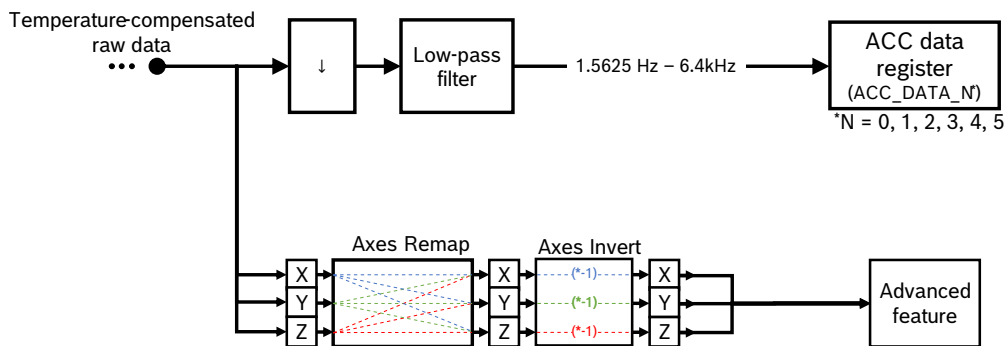 Temperature-compensated
raw data
•••
↓
Low-pass
filter
1.5625 Hz – 6.4kHz
ACC data
register
(ACC_DATA_N*)
*N = 0, 1, 2, 3, 4, 5
Axes Remap
Axes Invert
X
X
(*-1)
X
Y
Y
(*-1)
Y
Z
Z
(*-1)
Z
Advanced
feature